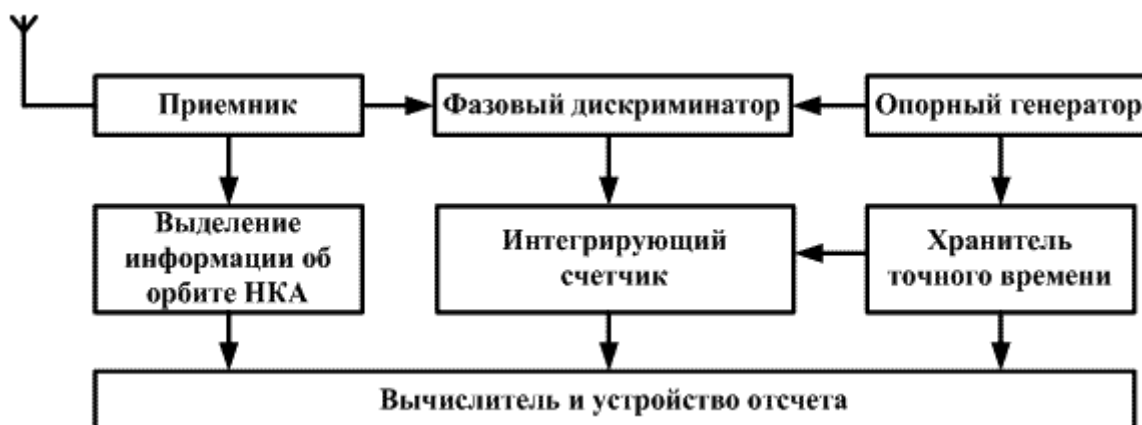 Приемник
Фазовый дискриминатор
Опорный генератор
Выделение
информации об
орбите НКА
Интегрирующий
счетчик
Хранитель
точного времени
Вычислитель и устройство отсчета